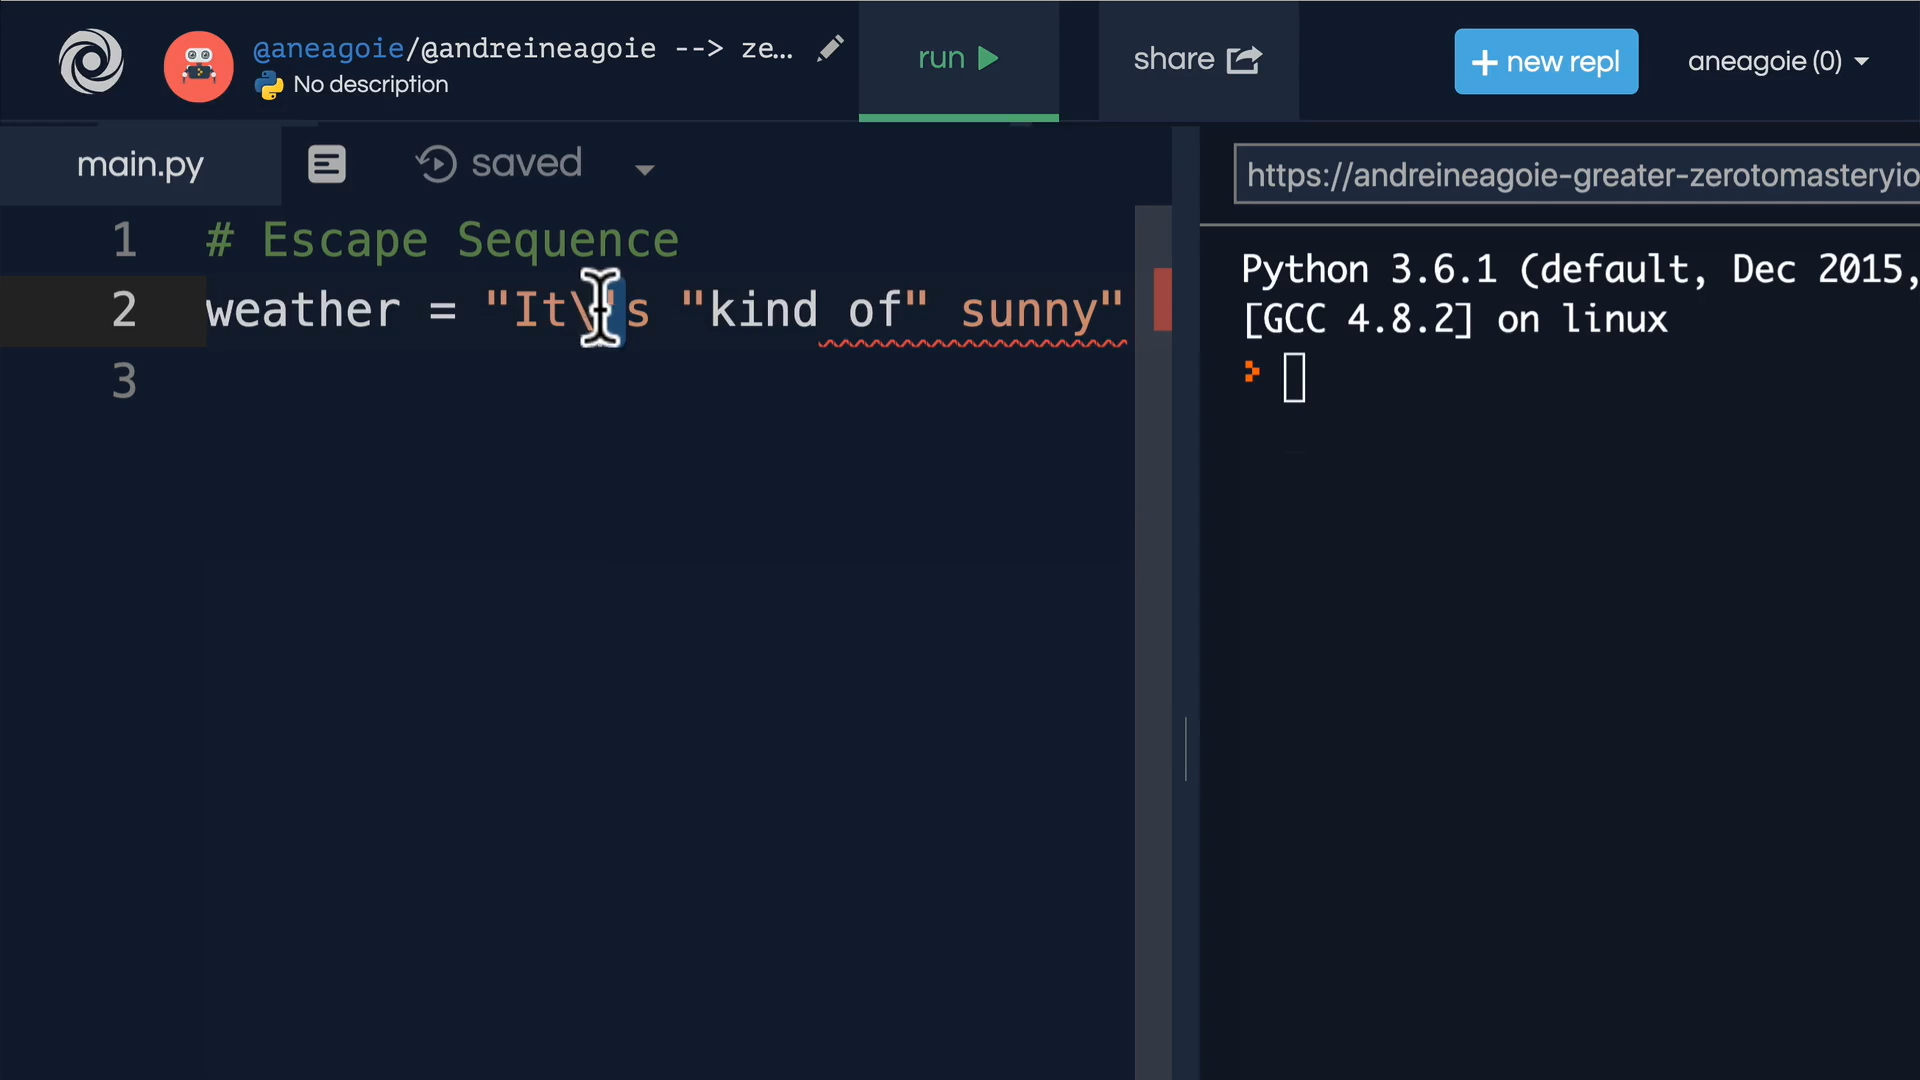 @aneagoie/@andreineagoie --> ze...
No description
run
share
+ new repl
aneagoie (0)
main.py
saved
https://andreineagoie-greater-zerotomasteryio
1 # Escape Sequence
2 weather = "It\'s "kind of" sunny"
3
Python 3.6.1 (default, Dec 2015,
[GCC 4.8.2] on linux